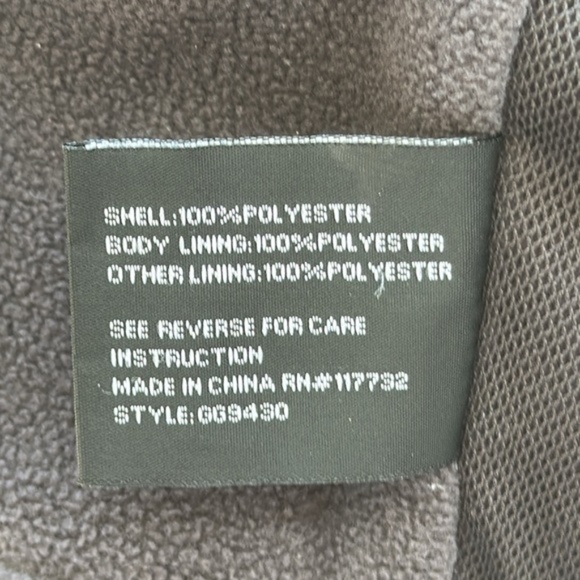 SHELL:100%POLYESTER
BODY LINING:100%POLYESTER
OTHER LINING:100%POLYESTER
SEE REVERSE FOR CARE
INSTRUCTION
MADE IN CHINA RN#117792
STYLE:GG9430